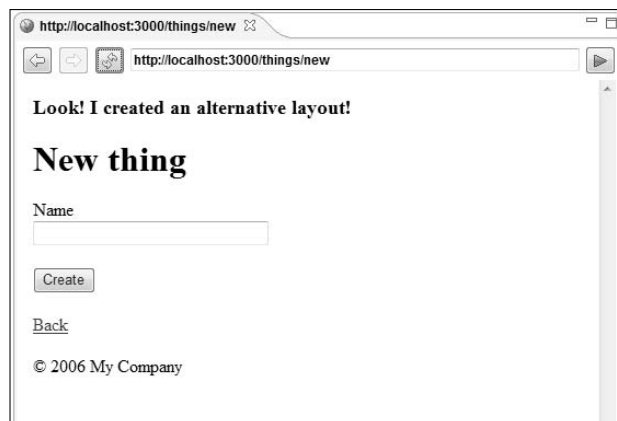 http://localhost:3000/things/new
http://localhost:3000/things/new
Look! I created an alternative layout!
New thing
Name
Create
Back
© 2006 My Company